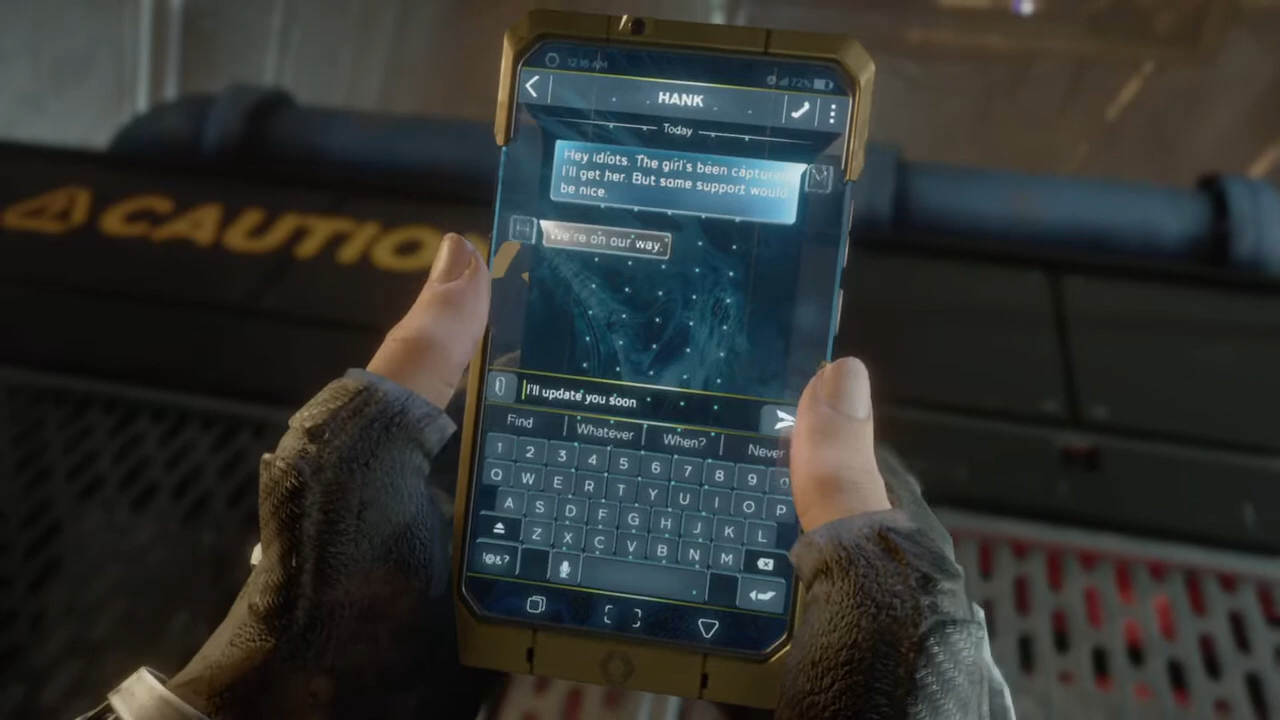 12:16 AM
72%
HANK
Today
Hey idiots. The girl's been capture
I'll get her. But some support would
be nice.
M
H
We're on our way.
CAUTION
I'll update you soon
Find Whatever When? Never
1 2 3 4 5 6 7 8 9 0
Q W E R T Y U I O P
A S D F G H J K L
Z X C V B N M
!@&?